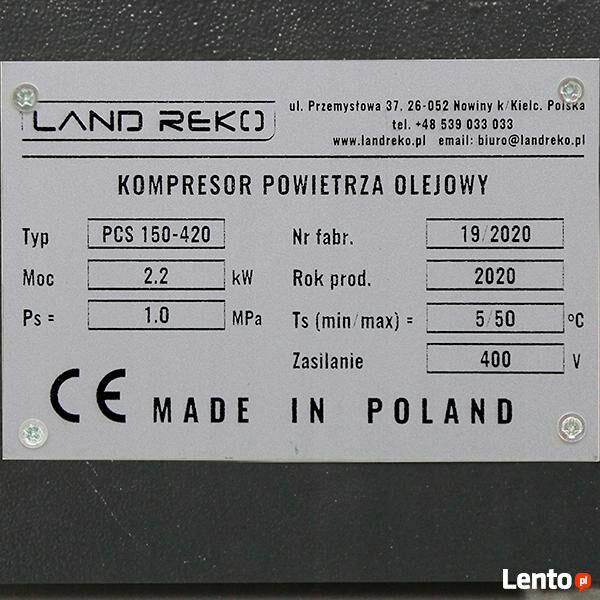 LAND REKO
ul. Przemysłowa 37, 26-052 Nowiny k/Kielc. Polska
tel. +48 539 033 033
www.landreko.pl email: biuro@landreko.pl
KOMPRESOR POWIETRZA OLEJOWY
Typ PCS 150-420
Moc 2.2 kW
Ps = 1.0 MPa
Nr fabr. 19/2020
Rok prod. 2020
Ts (min/max) = 5/50 °C
Zasilanie 400 V
CE MADE IN POLAND
Lento.pl